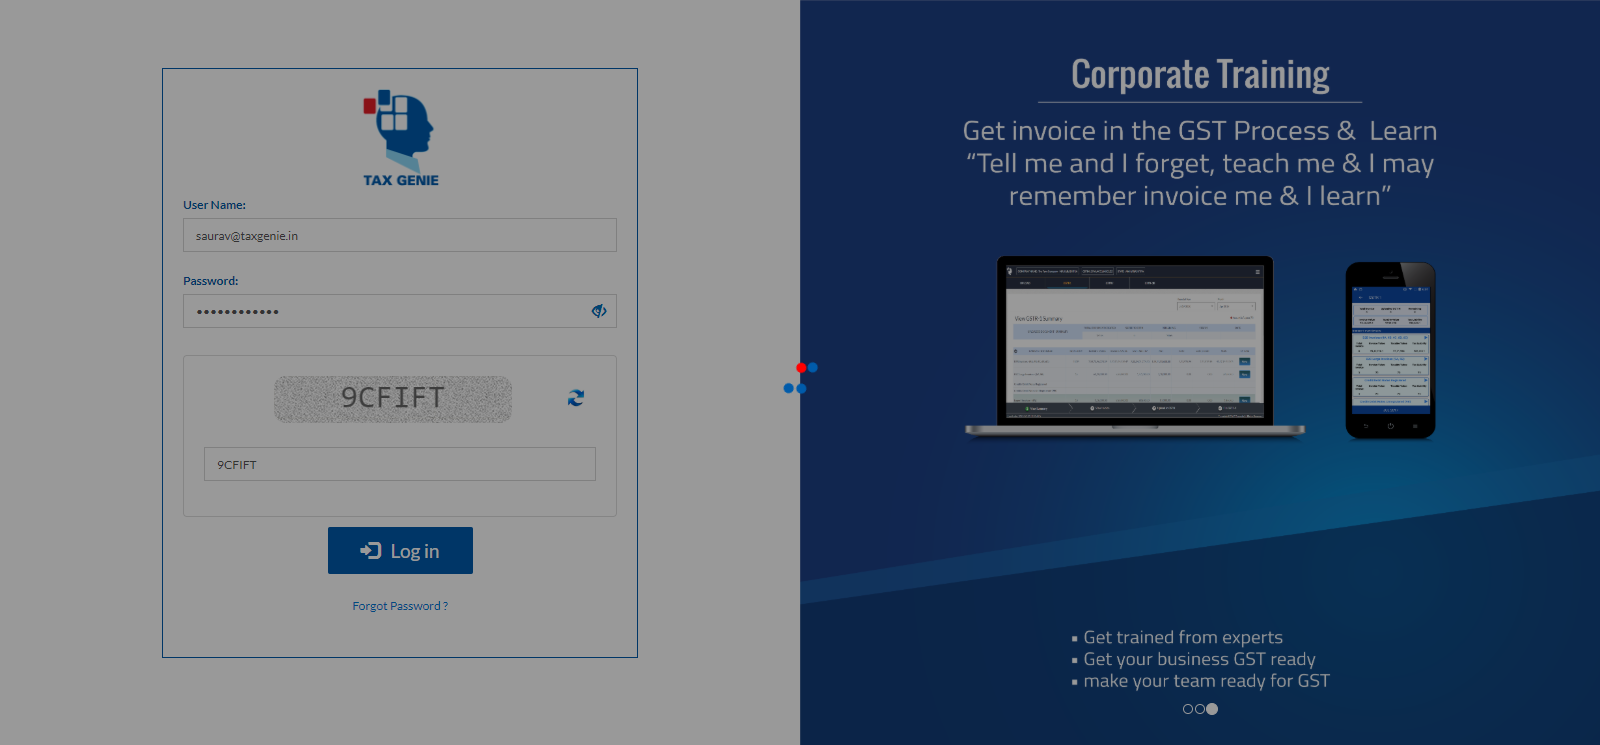 TAX GENIE
User Name:
saurav@taxgenie.in
Password:
••••••••••••
9CFIFT
9CFIFT
Log in
Forgot Password ?
Corporate Training
Get invoice in the GST Process & Learn
“Tell me and I forget, teach me & I may
remember invoice me & I learn”
View GSTR1 Summary
▪ Get trained from experts
▪ Get your business GST ready
▪ make your team ready for GST